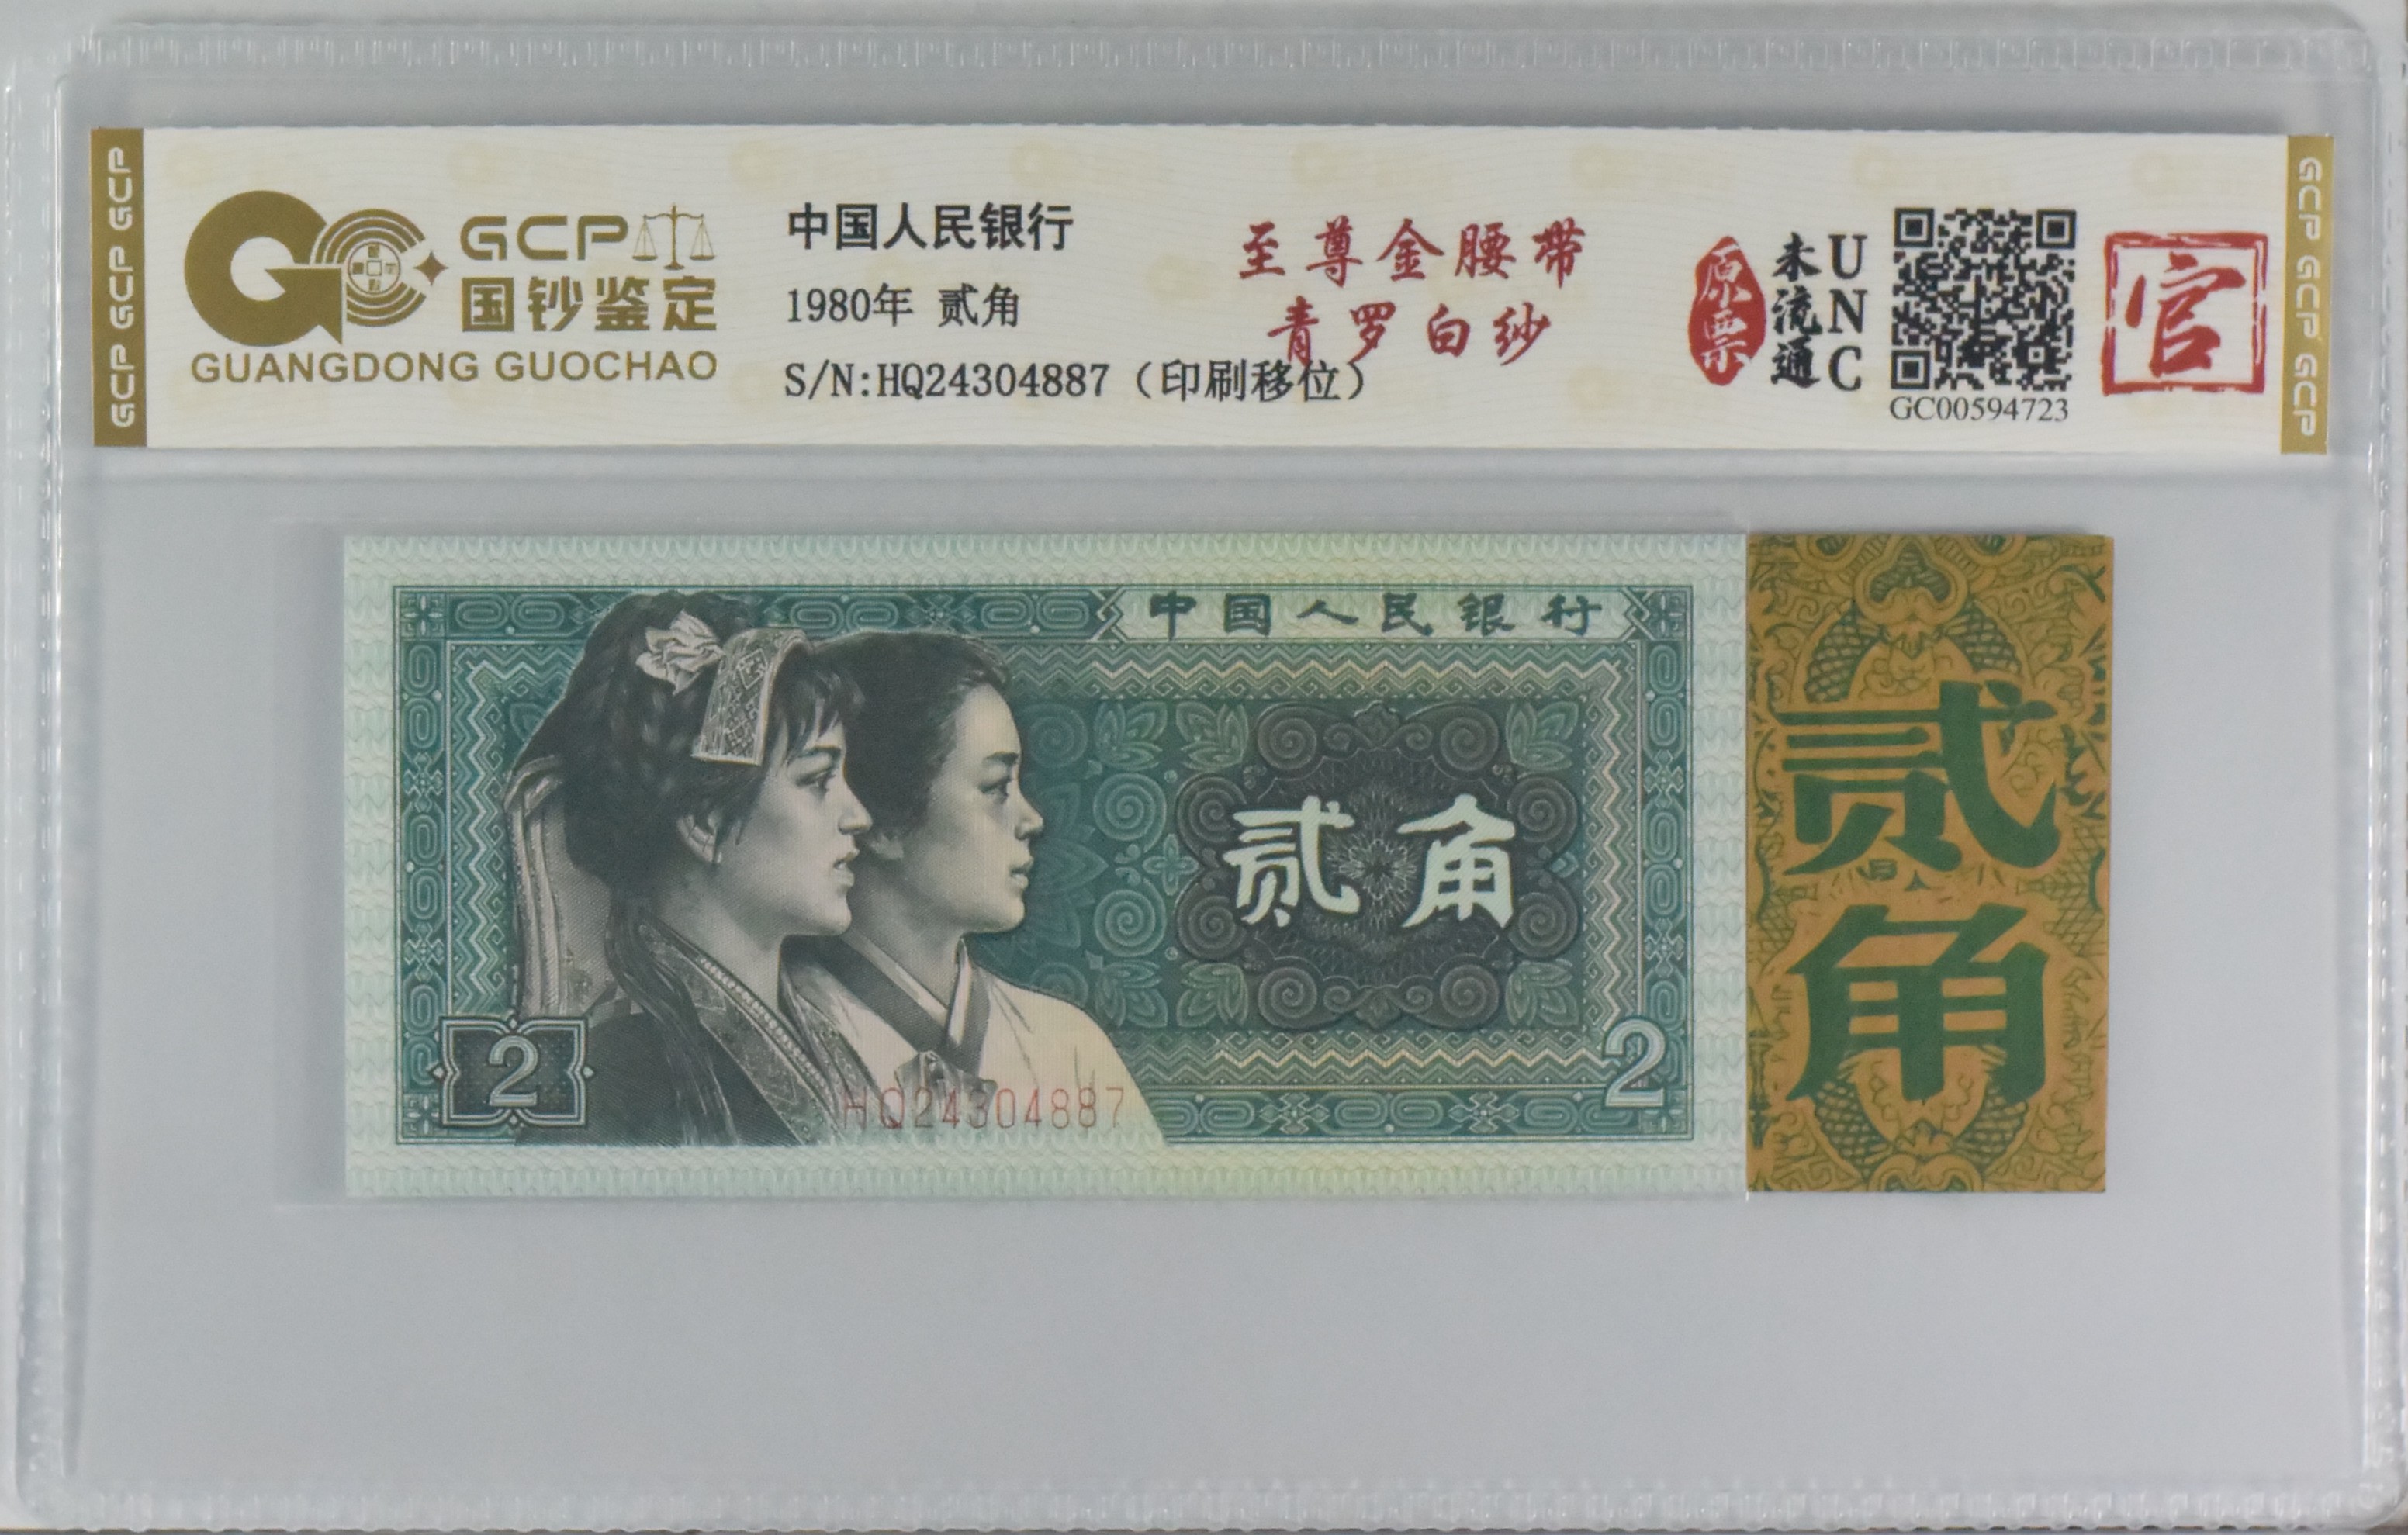 GCP GCP GCP
GCP
国钞鉴定
GUANGDONG GUOCHAO
中国人民银行
1980年 贰角
S/N:HQ24304887（印刷移位）
至尊金腰带
青罗白纱
原票
未流通
UNC
GC00594723
官
GCP GCP GCP
中国人民银行
贰角
2
HQ24304887
2
贰角